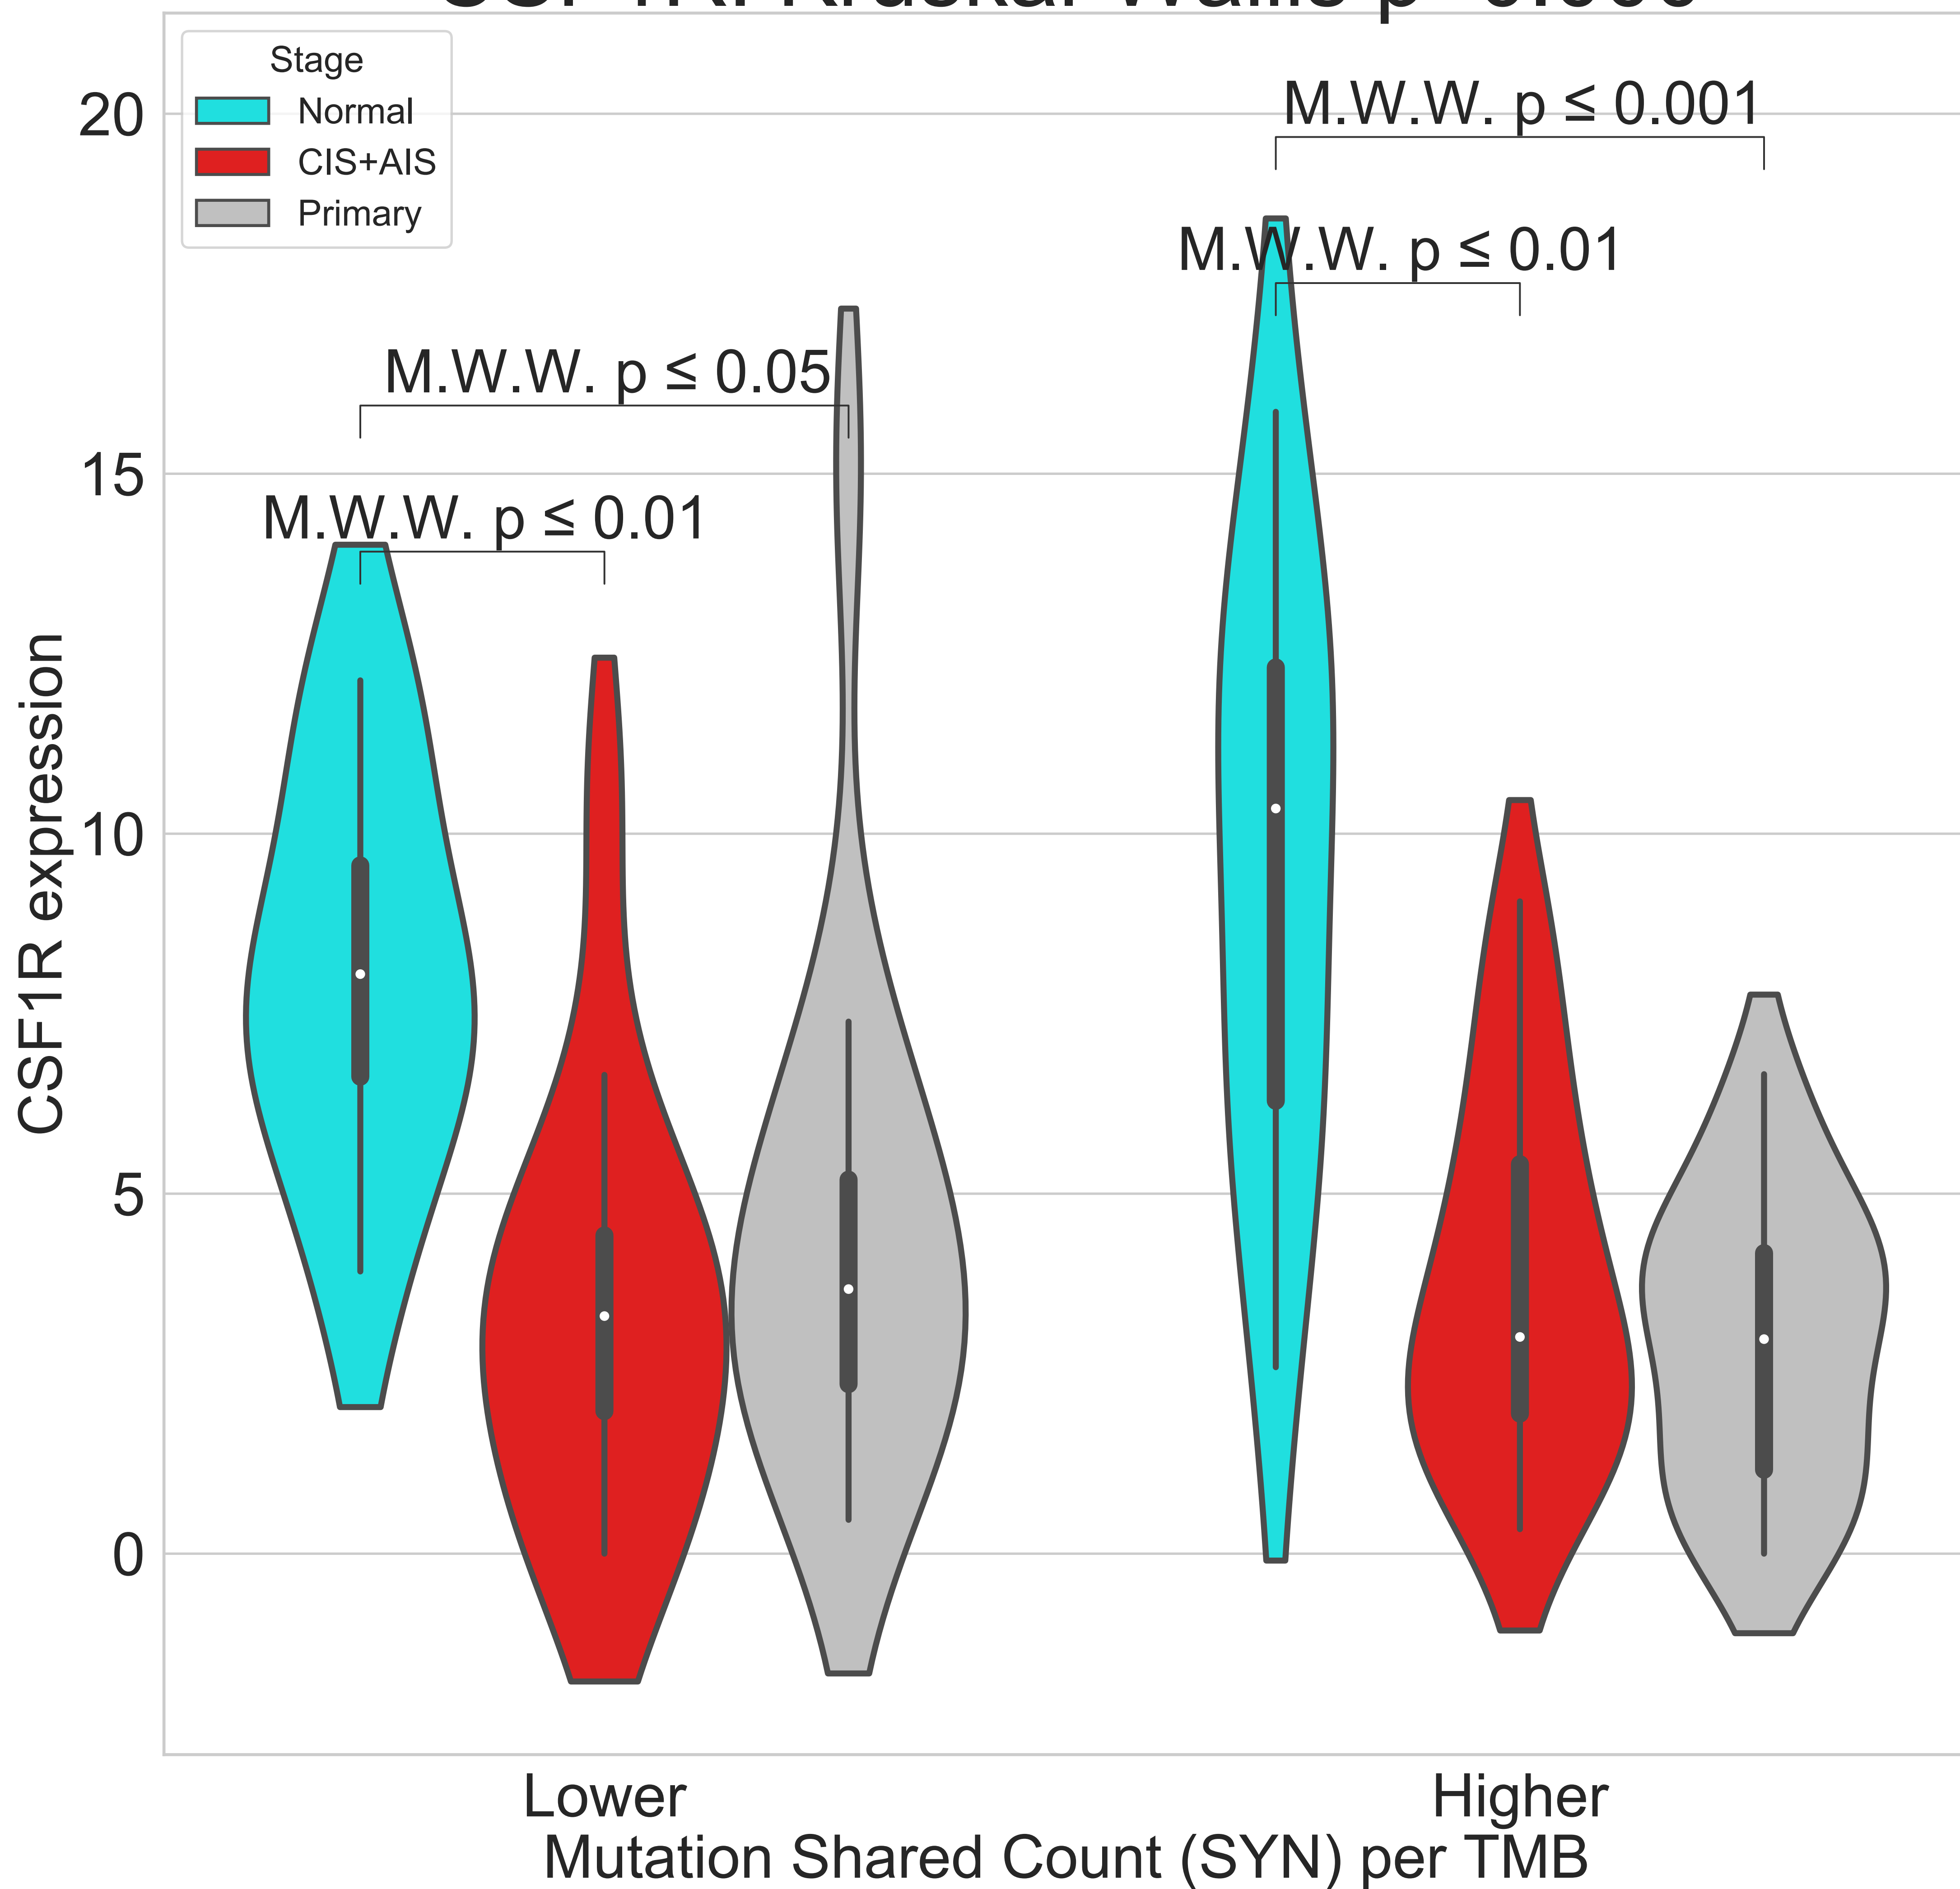 Stage
Normal
CIS+AIS
Primary
M.W.W. p ≤ 0.001
M.W.W. p ≤ 0.01
M.W.W. p ≤ 0.05
M.W.W. p ≤ 0.01
20
15
10
5
0
CSF1R expression
Lower
Higher
Mutation Shared Count (SYN) per TMB